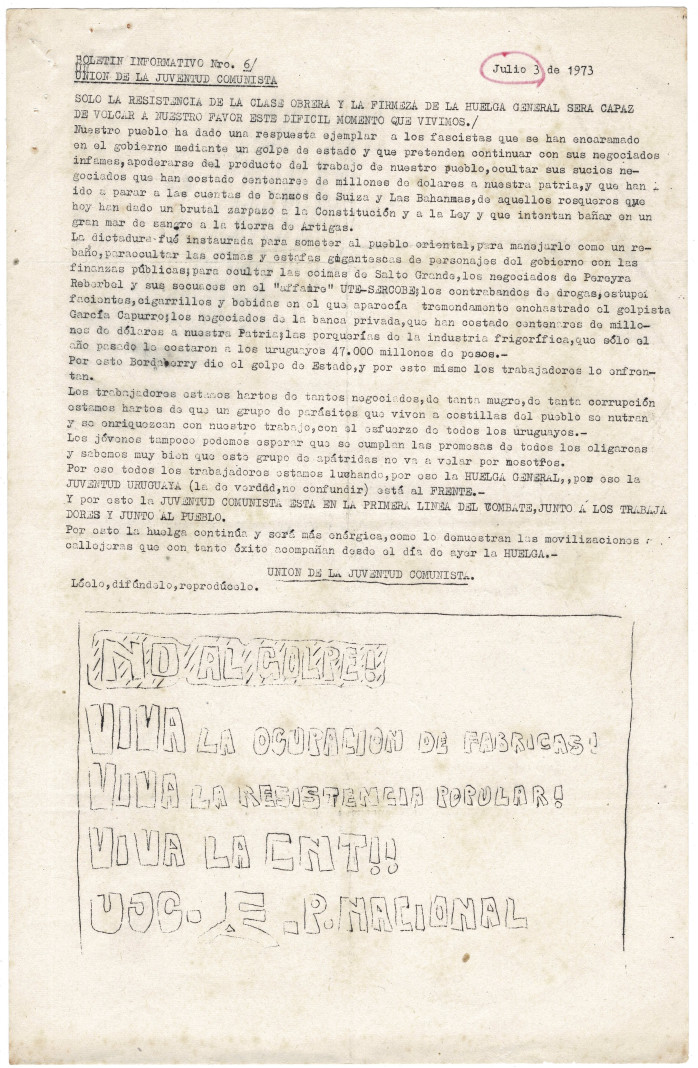 BOLETIN INFORMATIVO Nro. 6/
Julio 3 de 1973
UNION DE LA JUVENTUD COMUNISTA
SOLO LA RESISTENCIA DE LA CLASE OBRERA Y LA FIRMEZA DE LA HUELGA GENERAL SERA CAPAZ
DE VOLCAR A NUESTRO FAVOR ESTE DIFICIL MOMENTO QUE VIVIMOS./
Nuestro pueblo ha dado una respuesta ejemplar a los fascistas que se han encaramado
en el gobierno mediante un golpe de estado y que pretenden continuar con sus negociados
infames, apoderarse del producto del trabajo de nuestro pueblo, ocultar sus sucios ne-
gociados que han costado centenares de millones de dolares a nuestra patria, y que han
ido a parar a las cuentas de bancos de Suiza y Las Bahanmas, de aquellos rosqueros que
hoy han dado un brutal zarpazo a la Constitución y a la Ley y que intentan bañar en un
gran mar de sangre a la tierra de Artigas.
La dictadura fué instaurada para someter al pueblo oriental, para manejarlo como un re-
baño, paraocultar las coimas y estafas gigantescas de personajes del gobierno con las
finanzas públicas; para ocultar las coimas de Salto Grande, los negociados de Pereyra
Reberbel y sus secuaces en el "affaire" UTE-SERCOBE; los contrabandos de drogas, estupef
facientes, cigarrillos y bebidas en el que aparecía tremendamente enchastrado el golpista
García Capurro; los negociados de la banca privada, que han costado centenares de millo-
nes de dólares a nuestra Patria; las porquerías de la industria frigorífica, que sólo el
año pasado le costaron a los uruguayos 47.000 millones de pesos.-
Por esto Bordaberry dio el golpe de Estado, y por esto mismo los trabajadores lo enfren-
tan.
Los trabajadores estamos hartos de tantos negociados, de tanta mugre, de tanta corrupción
estamos hartos de que un grupo de parásitos que viven a costillas del pueblo se nutran
y se enriquezcan con nuestro trabajo, con el esfuerzo de todos los uruguayos.-
Los jóvenes tampoco podemos esperar que se cumplan las promesas de todos los oligarcas
y sabemos muy bien que este grupo de apátridas no va a velar por nosotros.
Por eso todos los trabajadores estamos luchando, por eso la HUELGA GENERAL,, por eso la
JUVENTUD URUGUAYA (la de verddd, no confundir) está al FRENTE.-
Y por esto la JUVENTUD COMUNISTA ESTA EN LA PRIMERA LINEA DEL COMBATE, JUNTO A LOS TRABAJA
DORES Y JUNTO AL PUEBLO.
Por esto la huelga continúa y será más enérgica, como lo demuestran las movilizaciones
callejeras que con tanto éxito acompañan desde el día de ayer la HUELGA.-
UNION DE LA JUVENTUD COMUNISTA.
Léelo, difúndelo, reprodúcelo.
NO AL GOLPE!
VIVA LA OCUPACION DE FABRICAS!
VIVA LA RESISTENCIA POPULAR!
VIVA LA CNT!!
UJC - F. P. NACIONAL